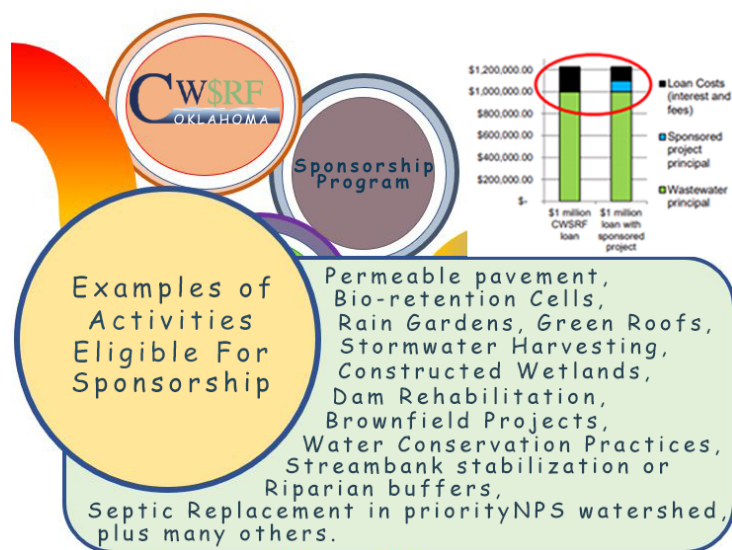 CW$RF
OKLAHOMA
Sponsorship
Program
$1,200,000.00
$1,000,000.00
$800,000.00
$600,000.00
$400,000.00
$200,000.00
$-
$1 million
CWSRF
loan
$1 million
loan with
sponsored
project
Loan Costs
(interest and
fees)
Sponsored
project
principal
Wastewater
principal
Examples of
Activities
Eligible For
Sponsorship
Permeable pavement,
Bio-retention Cells,
Rain Gardens, Green Roofs,
Stormwater Harvesting,
Constructed Wetlands,
Dam Rehabilitation,
Brownfield Projects,
Water Conservation Practices,
Streambank stabilization or
Riparian buffers,
Septic Replacement in priorityNPS watershed,
plus many others.